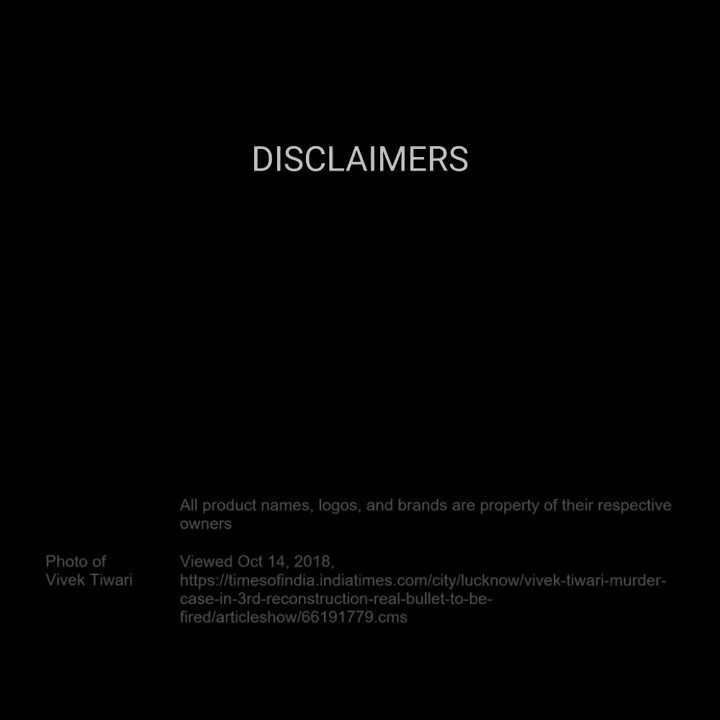 DISCLAIMERS
All product names, logos, and brands are property of their respective
owners
Photo of
Vivek Tiwari
Viewed Oct 14, 2018,
https://timesofindia.indiatimes.com/city/lucknow/vivek-tiwari-murder-
case-in-3rd-reconstruction-real-bullet-to-be-
fired/articleshow/66191779.cms